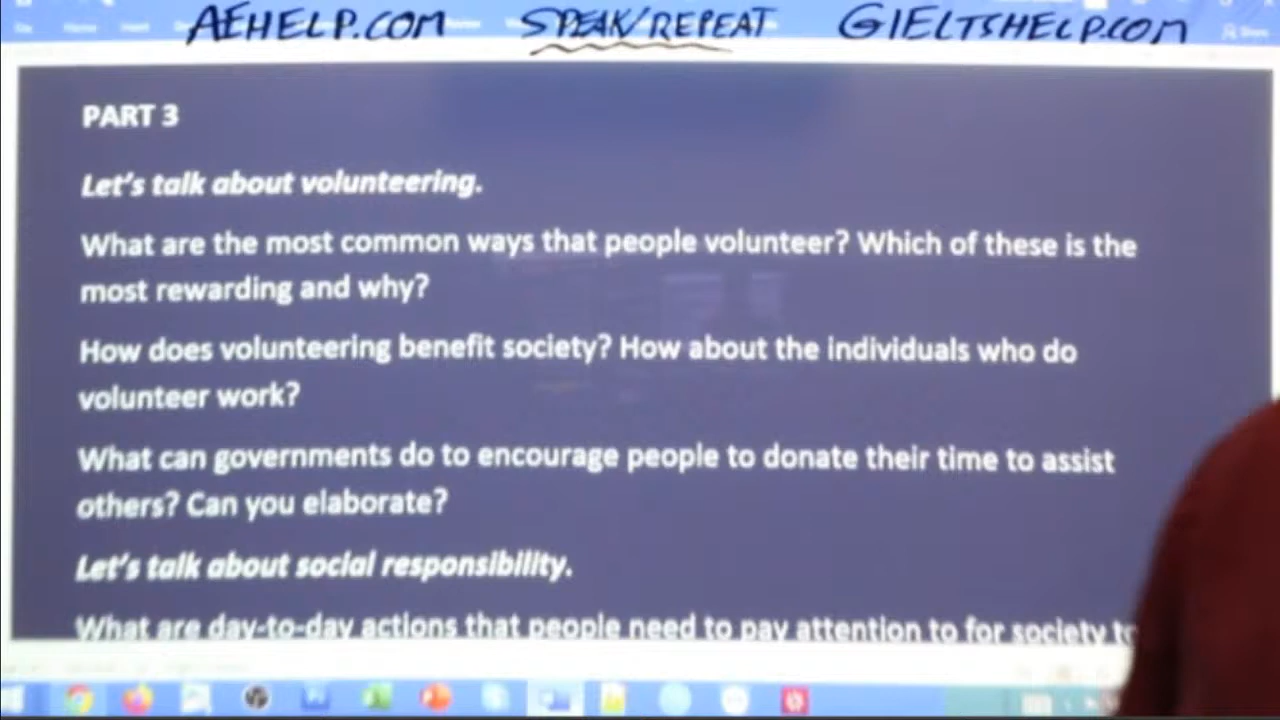 AEHELP.COM SPEAK/REPEAT GIELTSHELP.COM
PART 3
Let's talk about volunteering.
What are the most common ways that people volunteer? Which of these is the
most rewarding and why?
How does volunteering benefit society? How about the individuals who do
volunteer work?
What can governments do to encourage people to donate their time to assist
others? Can you elaborate?
Let's talk about social responsibility.
What are day-to-day actions that people need to pay attention to for society to